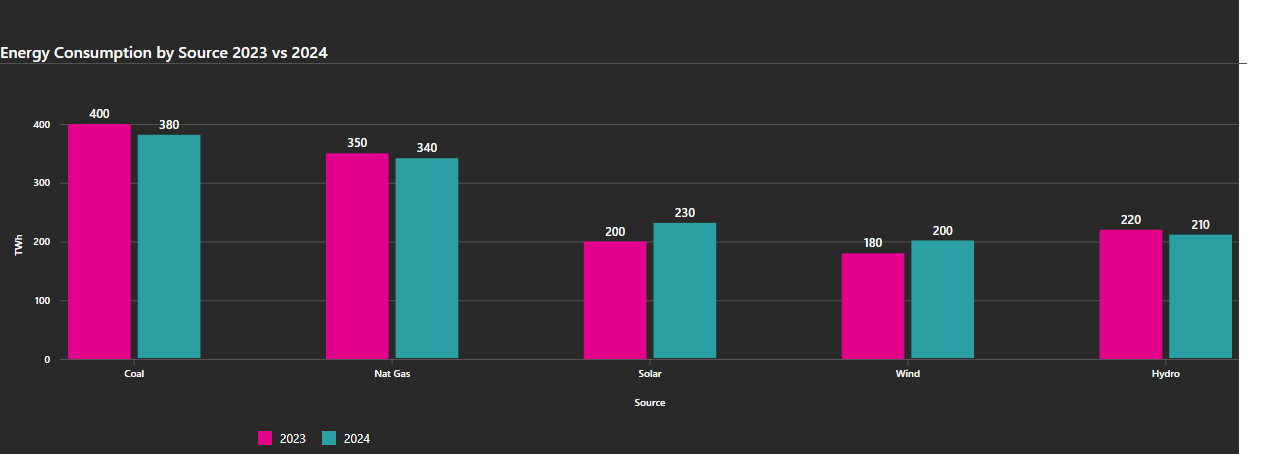 Energy Consumption by Source 2023 vs 2024
400
380
350
340
200
230
180
200
220
210
400
300
200
100
0
TWh
Coal
Nat Gas
Solar
Wind
Hydro
Source
2023
2024